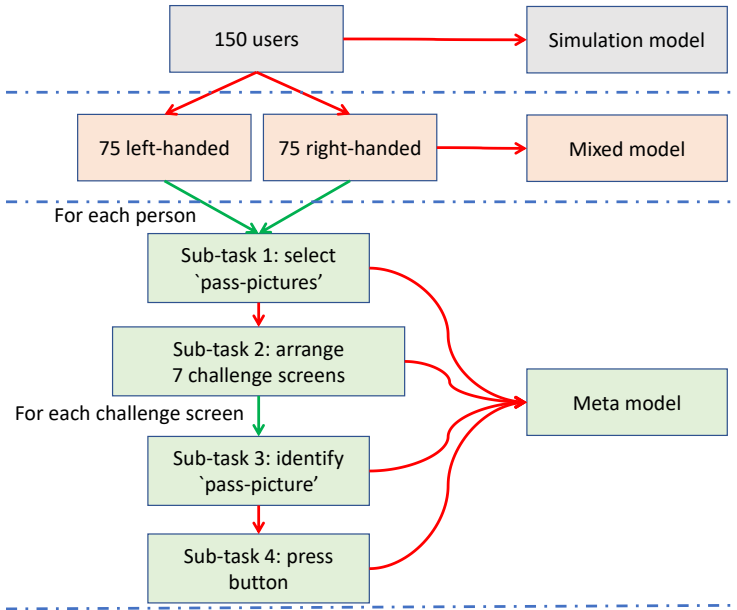 150 users
Simulation model
75 left-handed
75 right-handed
Mixed model
For each person
Sub-task 1: select
`pass-pictures’
Sub-task 2: arrange
7 challenge screens
Meta model
For each challenge screen
Sub-task 3: identify
`pass-picture’
Sub-task 4: press
button